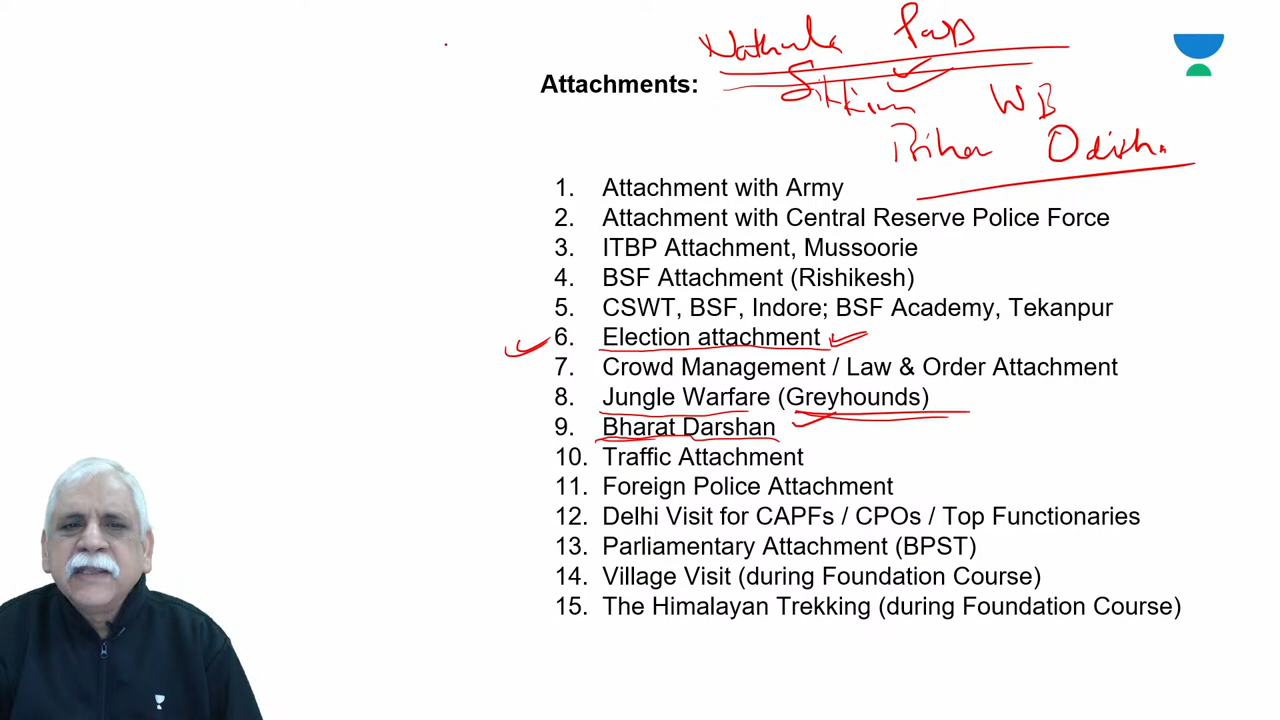 Nathula Pass
Attachments:
Sikkim WB
Bihar Odisha
1. Attachment with Army
2. Attachment with Central Reserve Police Force
3. ITBP Attachment, Mussoorie
4. BSF Attachment (Rishikesh)
5. CSWT, BSF, Indore; BSF Academy, Tekanpur
6. Election attachment
7. Crowd Management / Law & Order Attachment
8. Jungle Warfare (Greyhounds)
9. Bharat Darshan
10. Traffic Attachment
11. Foreign Police Attachment
12. Delhi Visit for CAPFs / CPOs / Top Functionaries
13. Parliamentary Attachment (BPST)
14. Village Visit (during Foundation Course)
15. The Himalayan Trekking (during Foundation Course)